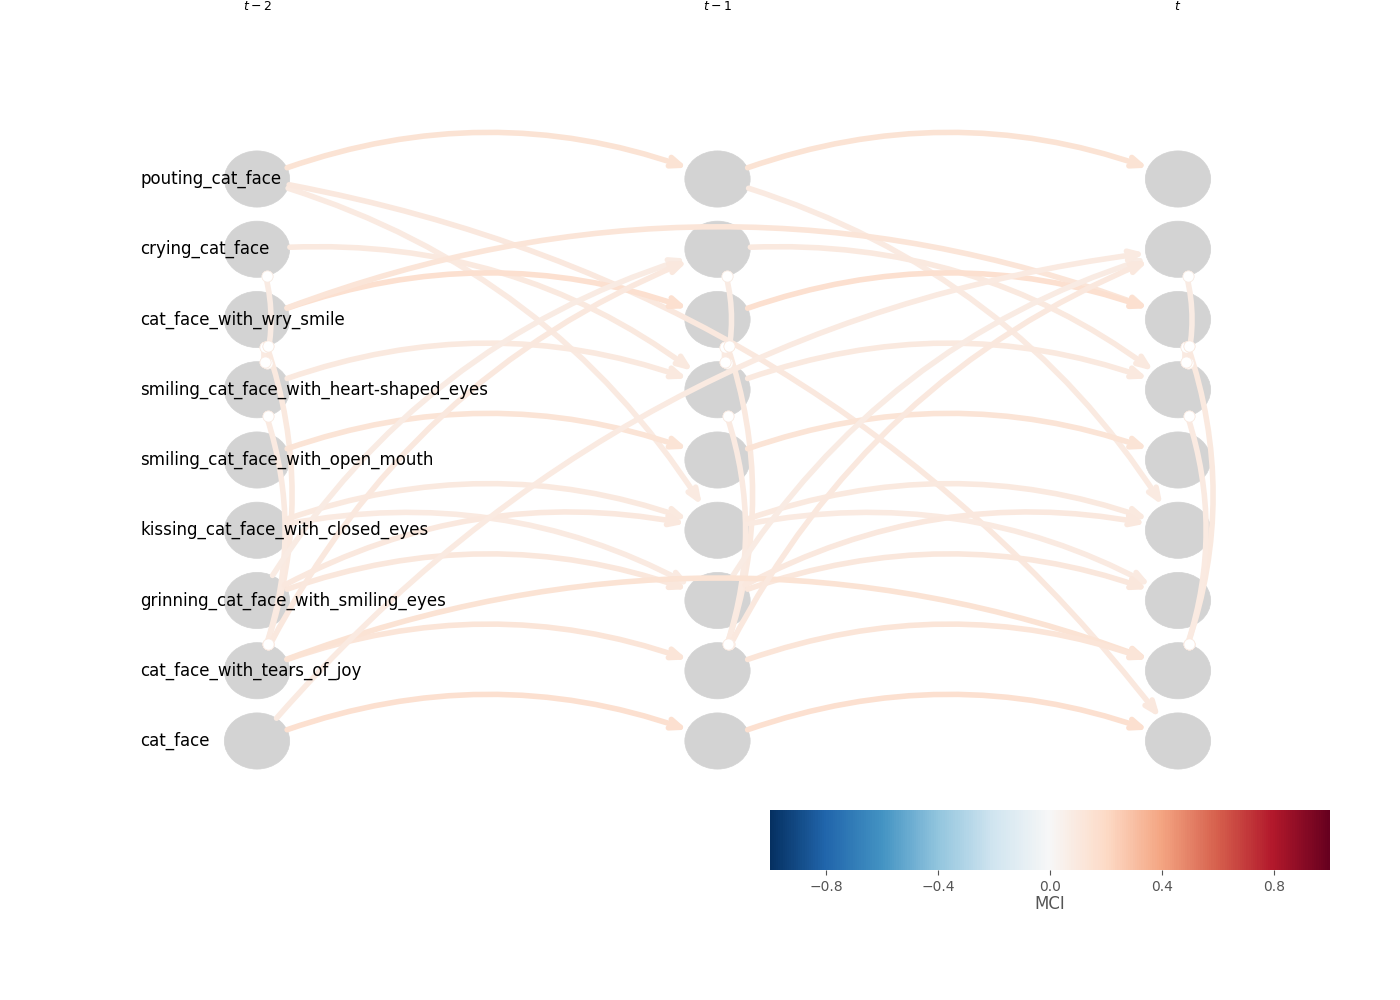 t − 2 t − 1 t
pouting_cat_face
crying_cat_face
cat_face_with_wry_smile
smiling_cat_face_with_heart-shaped_eyes
smiling_cat_face_with_open_mouth
kissing_cat_face_with_closed_eyes
grinning_cat_face_with_smiling_eyes
cat_face_with_tears_of_joy
cat_face
−0.8 −0.4 0.0 0.4 0.8
MCI